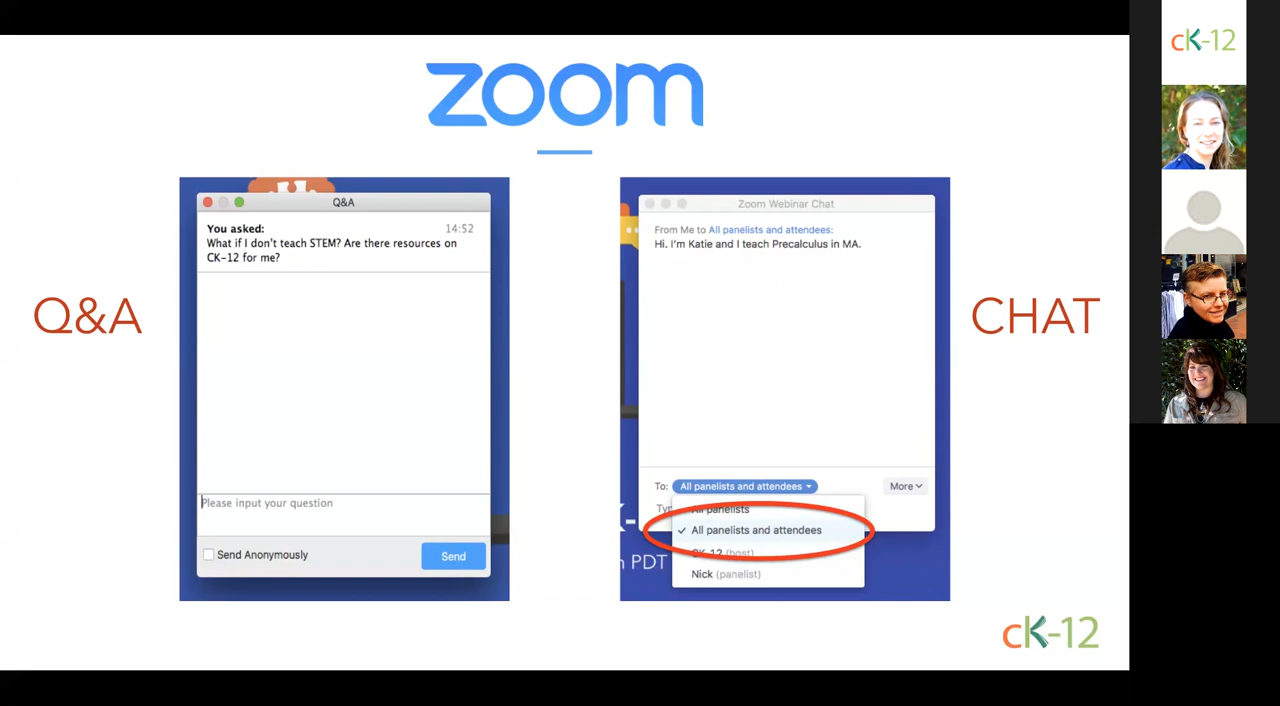 zoom
Q&A
Q&A
You asked:
14:52
What if I don't teach STEM? Are there resources on
CK-12 for me?
Please input your question
Send Anonymously
Send
CHAT
Zoom Webinar Chat
From Me to All panelists and attendees:
Hi. I'm Katie and I teach Precalculus in MA.
To: All panelists and attendees
More
All panelists
All panelists and attendees
CK-12 (host)
Nick (panelist)
PDT
cK-12
cK-12